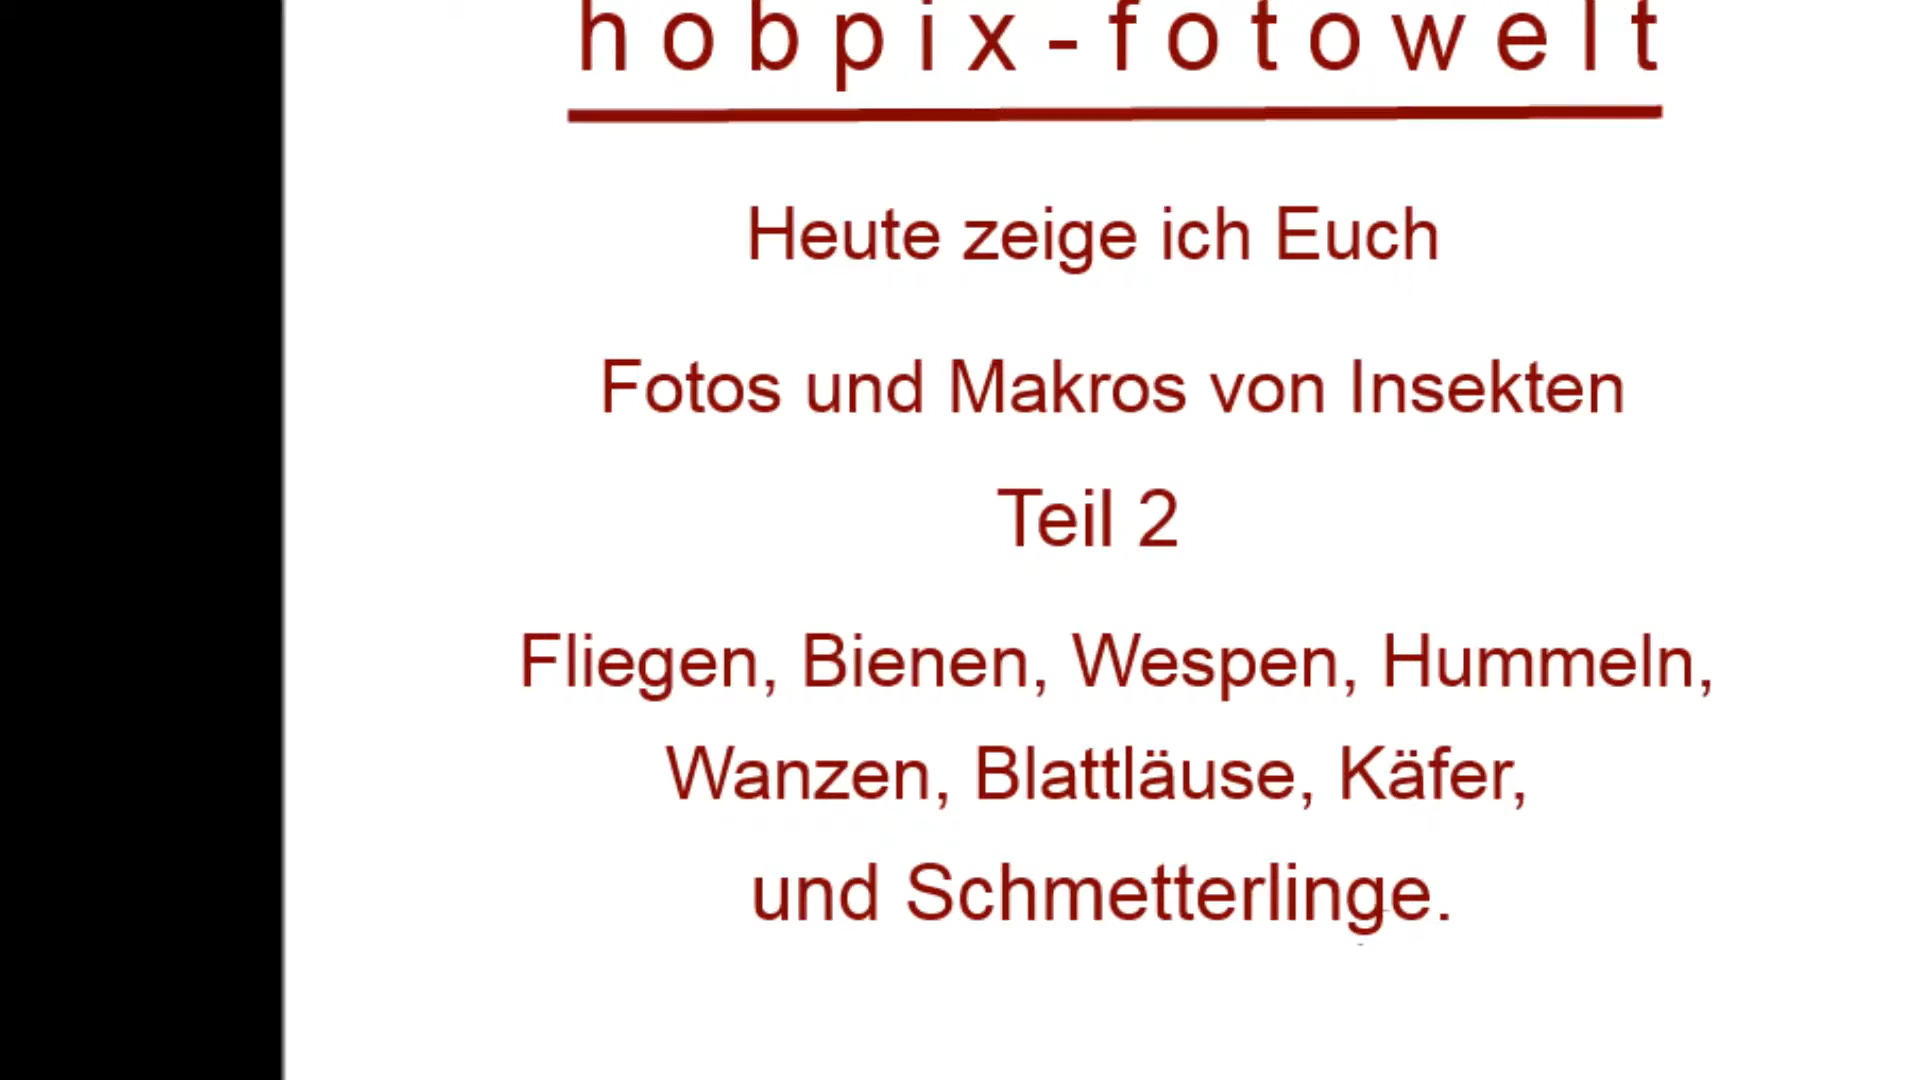 hobpix-fotowelt
Heute zeige ich Euch
Fotos und Makros von Insekten
Teil 2
Fliegen, Bienen, Wespen, Hummeln,
Wanzen, Blattläuse, Käfer,
und Schmetterlinge.